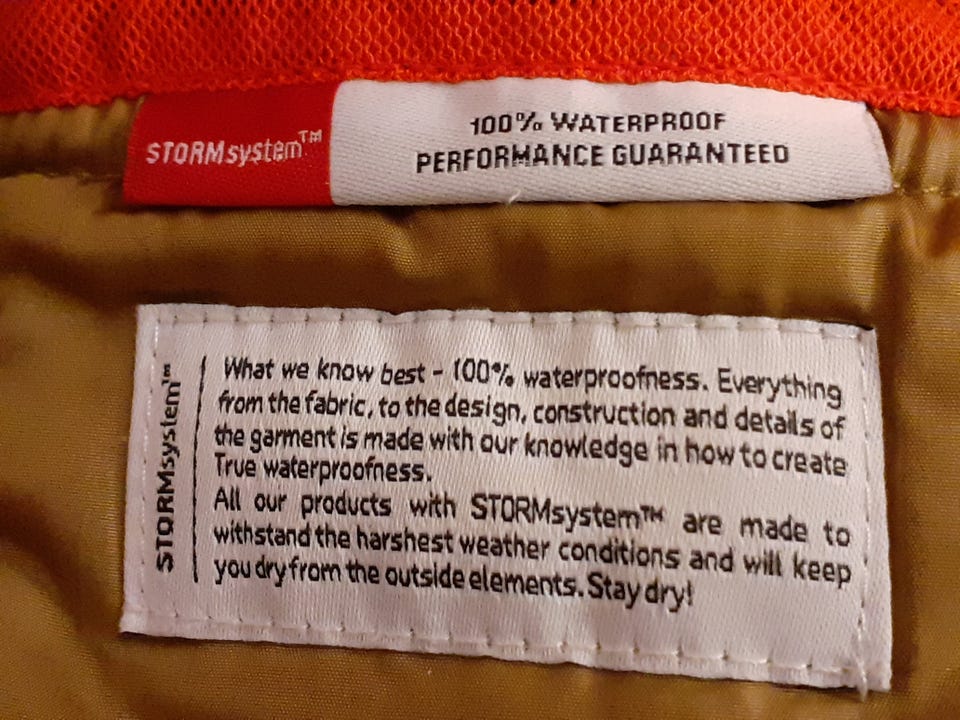 STORMsystem™
100% WATERPROOF
PERFORMANCE GUARANTEED
STORMsystem™
What we know best - 100% waterproofness. Everything
from the fabric, to the design, construction and details of
the garment is made with our knowledge in how to create
True waterproofness.
All our products with STORMsystem™ are made to
withstand the harshest weather conditions and will keep
you dry from the outside elements. Stay dry!